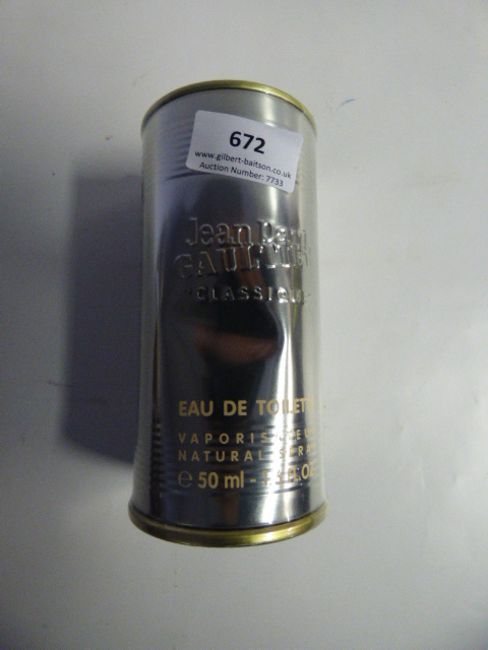 672
www.gilbert-baitson.co.uk
Auction Number: 7733
Jean Paul
GAULTIER
"CLASSIQUE"
EAU DE TOILETTE
NATURAL SPRAY
e 50 ml -